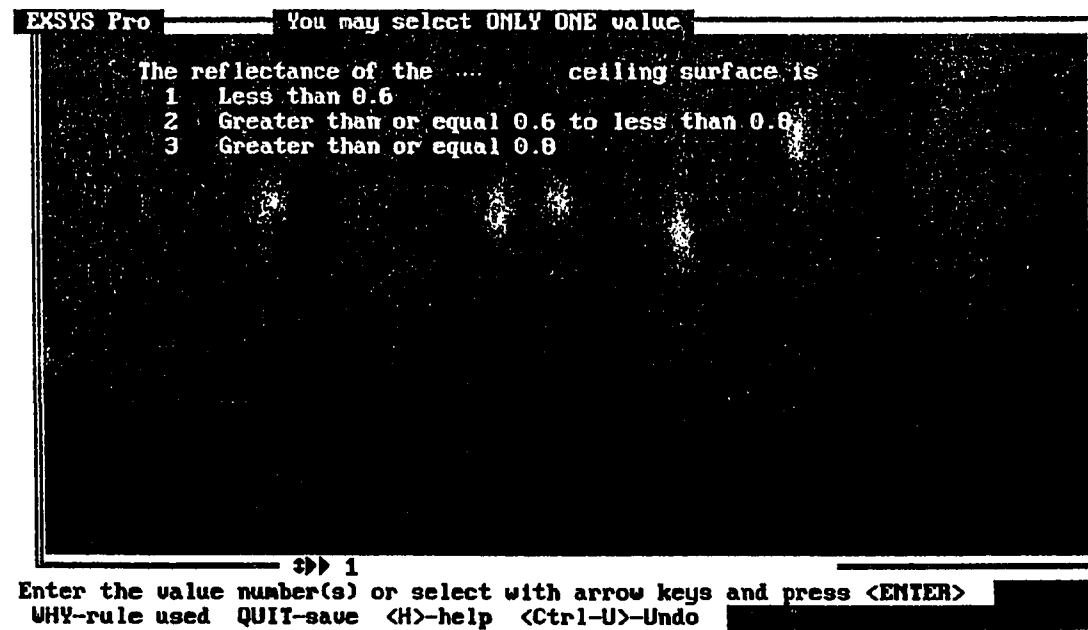 EXSYS Pro You may select ONLY ONE value
The reflectance of the .... ceiling surface is
1 Less than 0.6
2 Greater than or equal 0.6 to less than 0.8
3 Greater than or equal 0.8
1
Enter the value number(s) or select with arrow keys and press <ENTER>
WHY-rule used QUIT-save <H>-help <Ctrl-U>-Undo